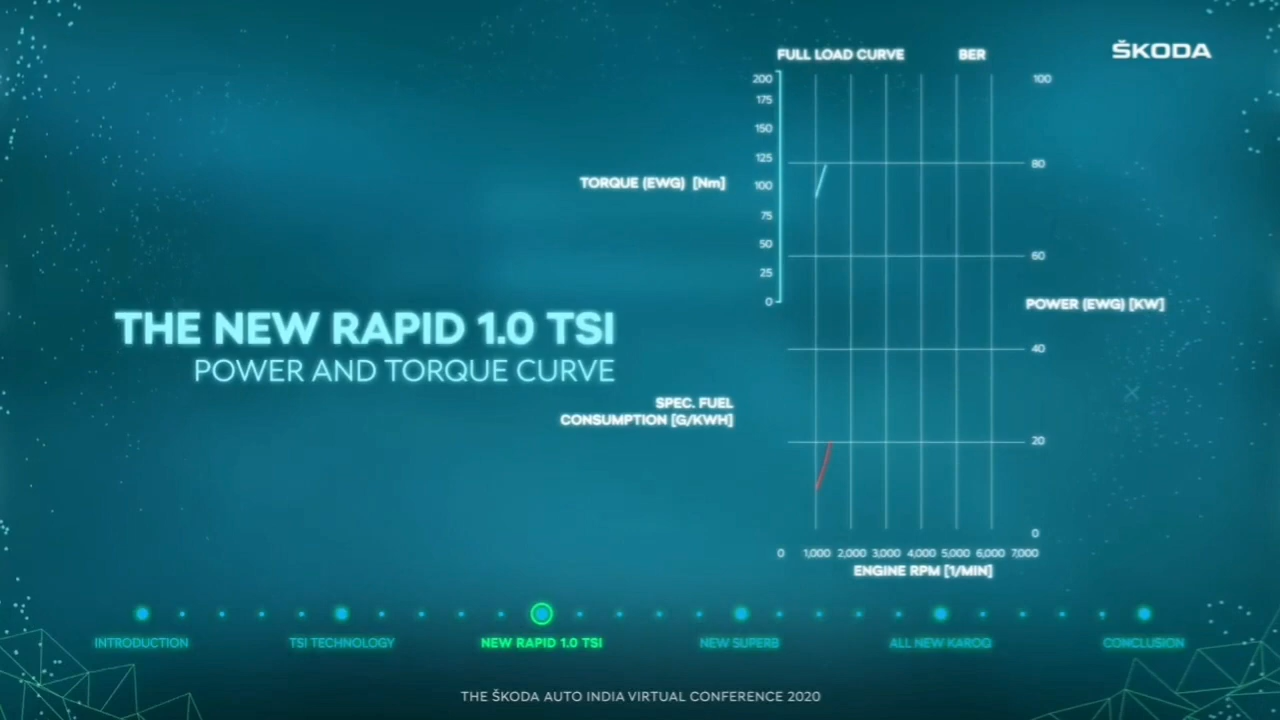 ŠKODA
FULL LOAD CURVE BER
200
175
150
125
100
75
50
25
0
TORQUE (EWG) [Nm]
100
80
60
40
20
0
POWER (EWG) [KW]
THE NEW RAPID 1.0 TSI
POWER AND TORQUE CURVE
SPEC. FUEL
CONSUMPTION [G/KWH]
0 1,000 2,000 3,000 4,000 5,000 6,000 7,000
ENGINE RPM [1/MIN]
INTRODUCTION TSI TECHNOLOGY NEW RAPID 1.0 TSI NEW SUPERB ALL NEW KAROQ CONCLUSION
THE ŠKODA AUTO INDIA VIRTUAL CONFERENCE 2020